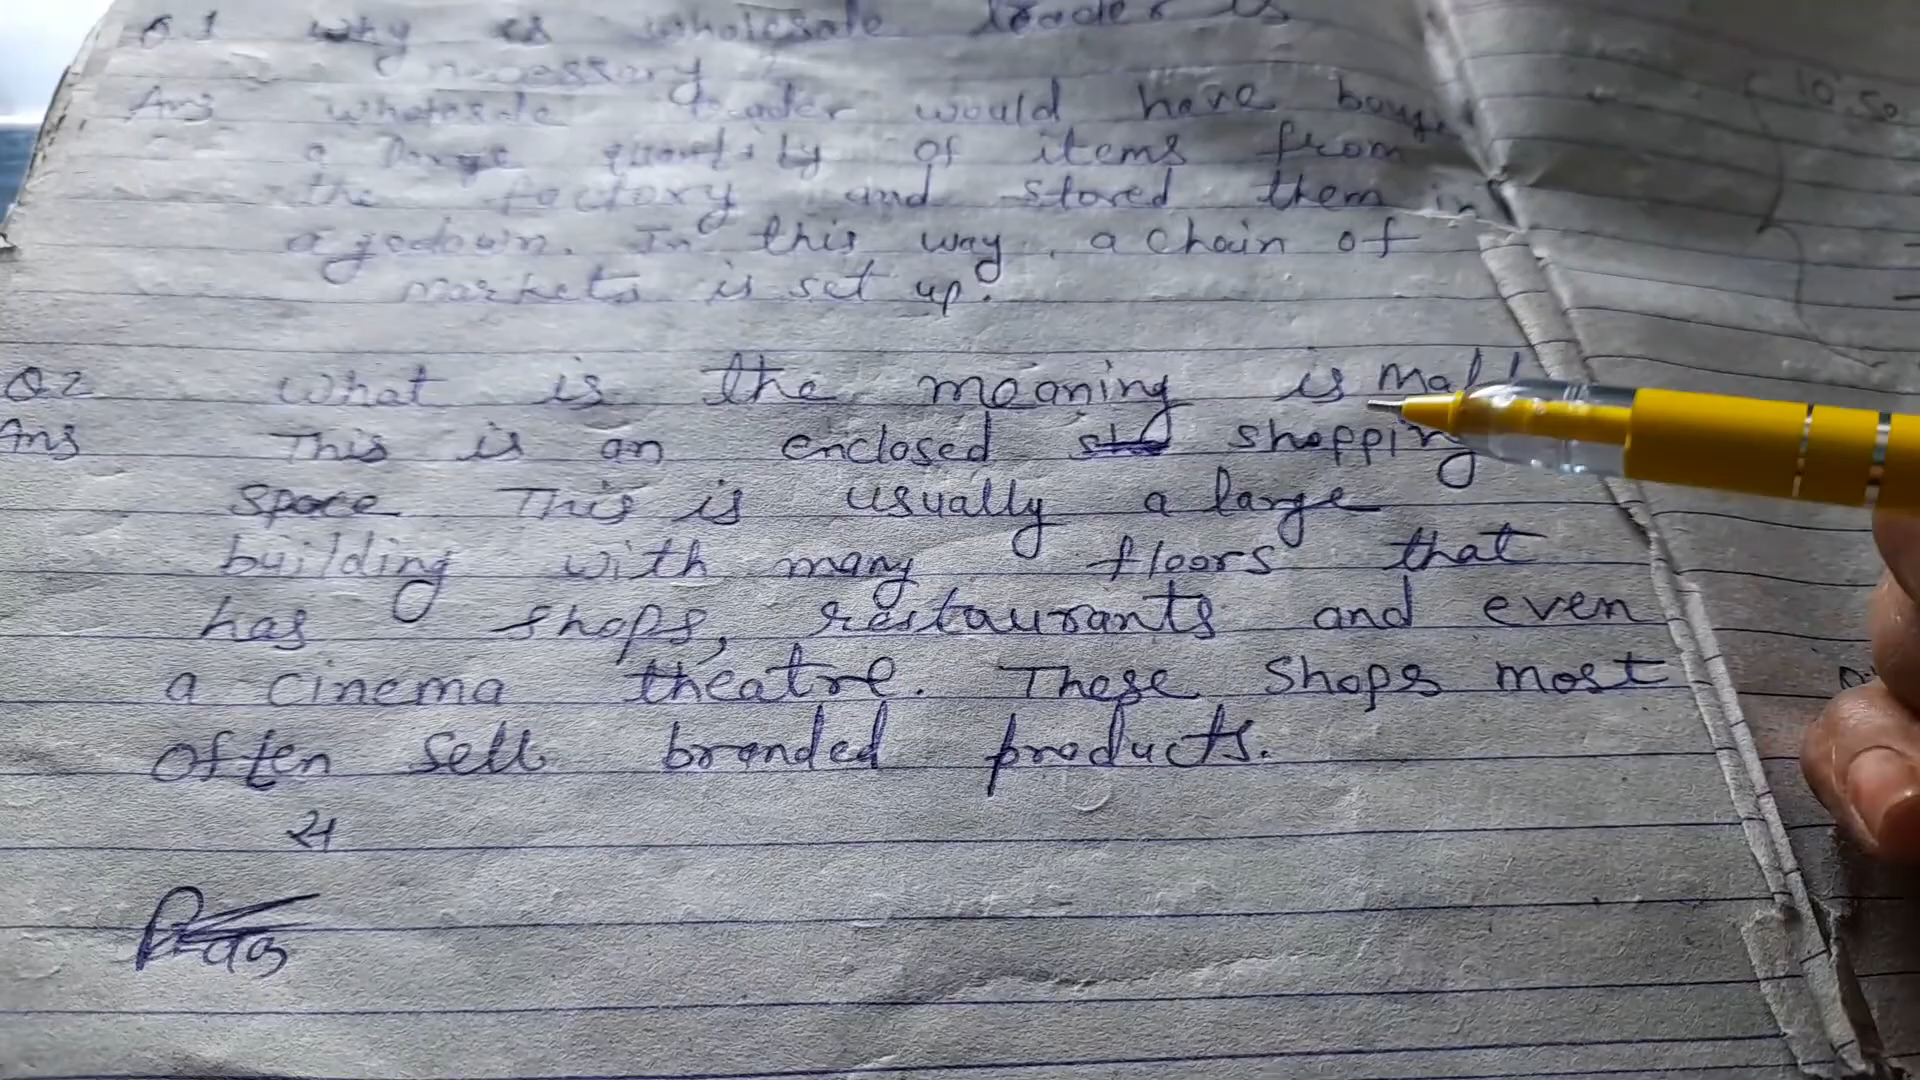 Q.1 Why is wholesale trader is
necessary?
Ans wholesale trader would have
a large quantity of items from
the factory and stored them in
a godown. In this way, a chain of
markets is set up.
Q2 What is the meaning is Mall
Ans This is an enclosed shopping
space This is usually a large
building with many floors that
has shops, restaurants and even
a cinema theatre. These shops most
often sell branded products.
स